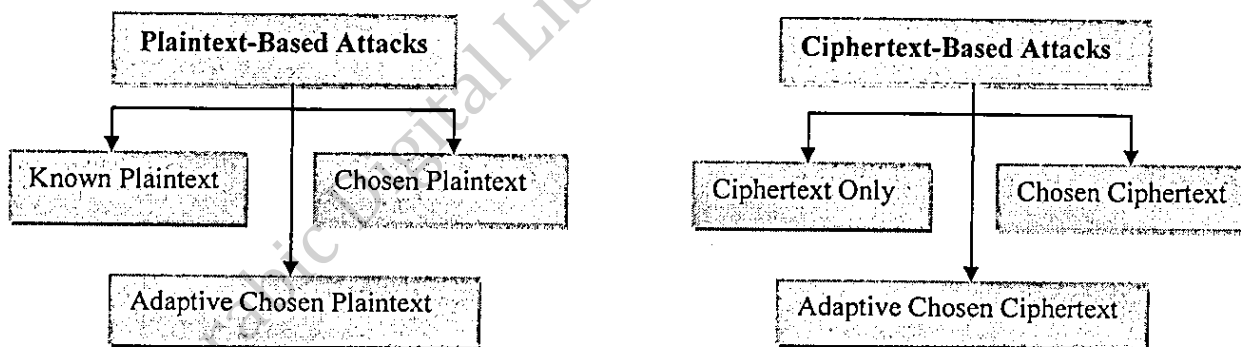 Plaintext-Based Attacks
Known Plaintext
Chosen Plaintext
Adaptive Chosen Plaintext
Ciphertext-Based Attacks
Ciphertext Only
Chosen Ciphertext
Adaptive Chosen Ciphertext
Digital